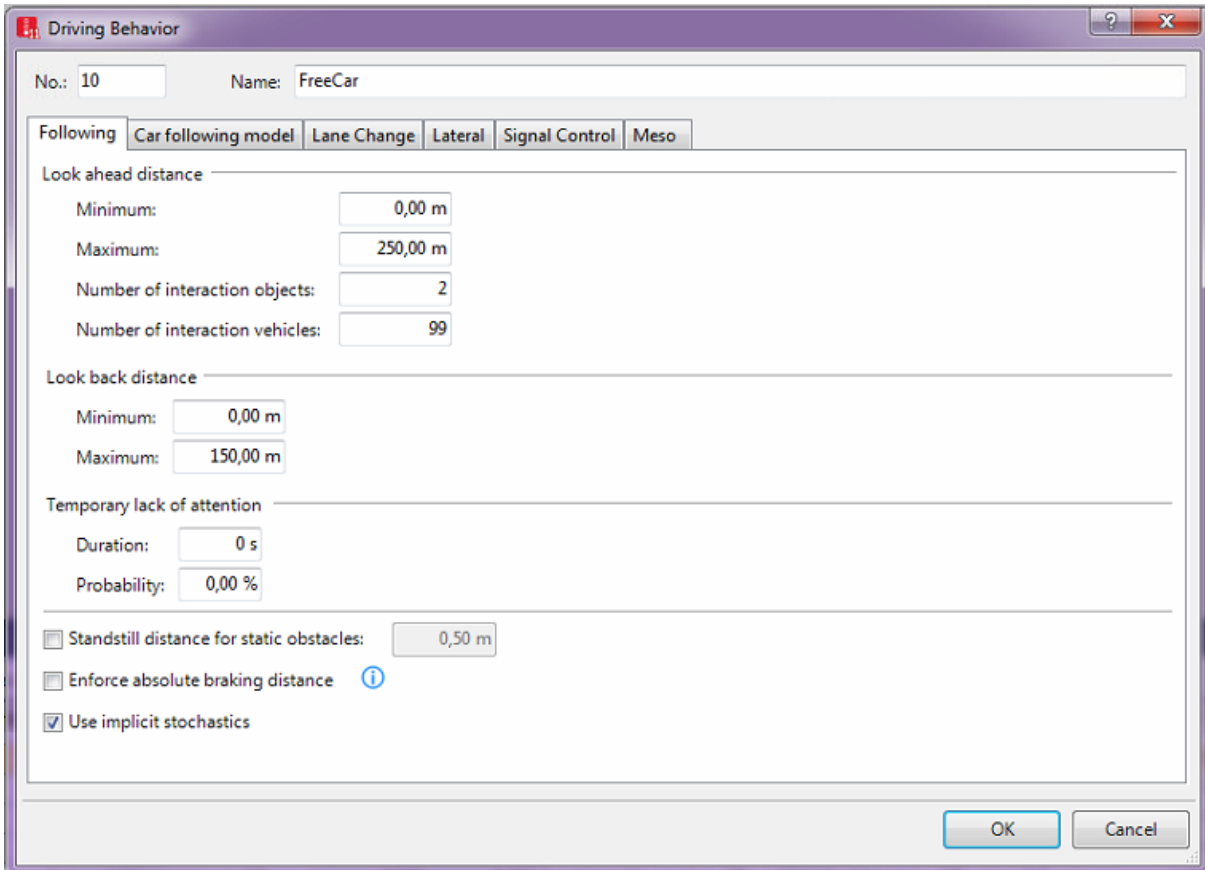 Driving Behavior
No.: 10 Name: FreeCar
Following Car following model Lane Change Lateral Signal Control Meso
Look ahead distance
Minimum: 0,00 m
Maximum: 250,00 m
Number of interaction objects: 2
Number of interaction vehicles: 99
Look back distance
Minimum: 0,00 m
Maximum: 150,00 m
Temporary lack of attention
Duration: 0 s
Probability: 0,00 %
Standstill distance for static obstacles: 0,50 m
Enforce absolute braking distance
Use implicit stochastics
OK Cancel